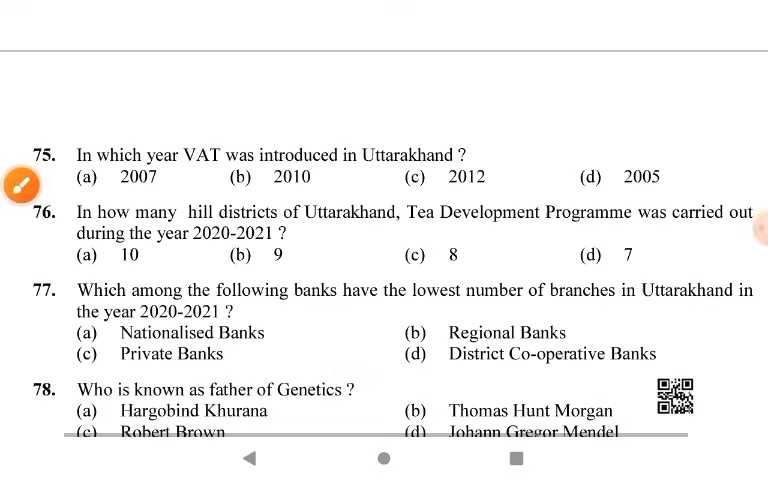 75. In which year VAT was introduced in Uttarakhand ?
(a) 2007 (b) 2010 (c) 2012 (d) 2005
76. In how many hill districts of Uttarakhand, Tea Development Programme was carried out
during the year 2020-2021 ?
(a) 10 (b) 9 (c) 8 (d) 7
77. Which among the following banks have the lowest number of branches in Uttarakhand in
the year 2020-2021 ?
(a) Nationalised Banks (b) Regional Banks
(c) Private Banks (d) District Co-operative Banks
78. Who is known as father of Genetics ?
(a) Hargobind Khurana (b) Thomas Hunt Morgan
(c) Robert Brown (d) Johann Gregor Mendel